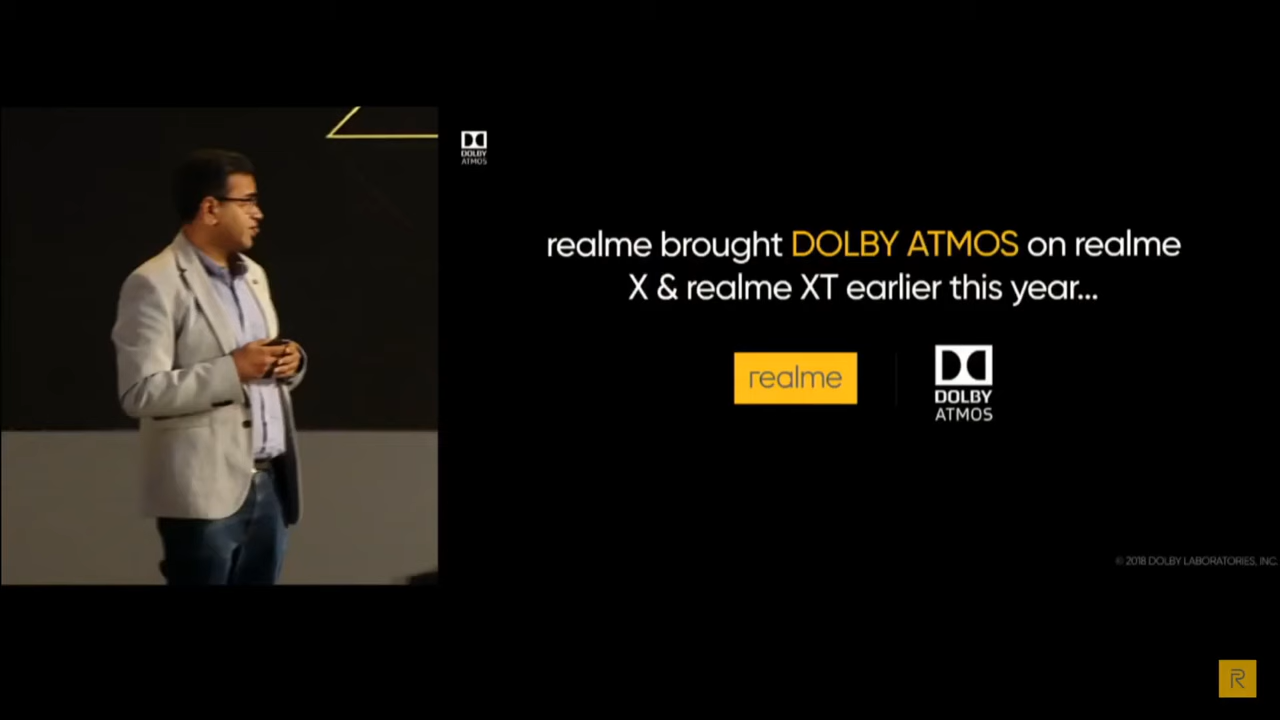 DOLBY
ATMOS
realme brought DOLBY ATMOS on realme
X & realme XT earlier this year...
realme
DOLBY
ATMOS
© 2018 DOLBY LABORATORIES, INC.
R